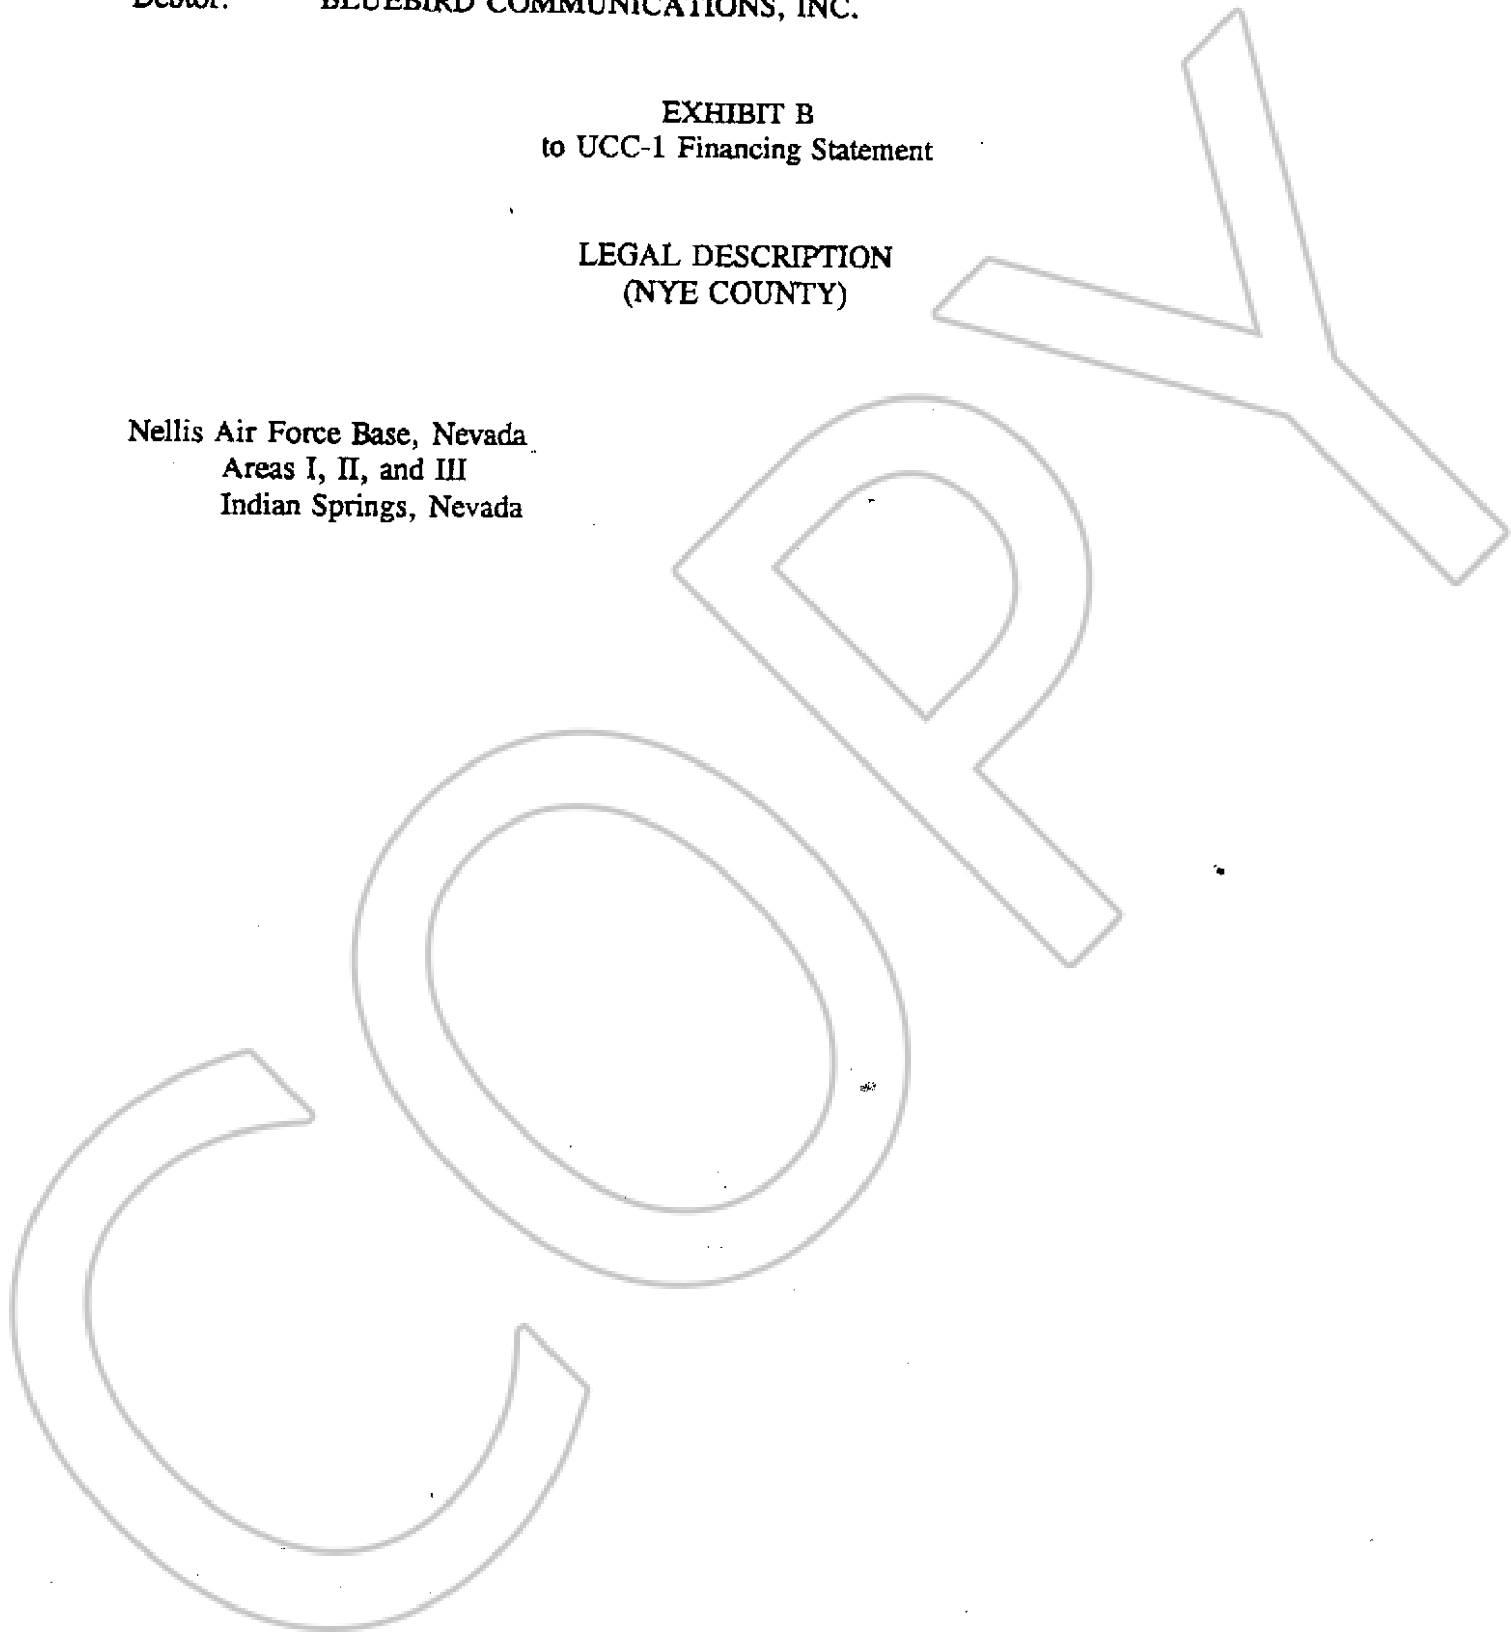 Debtor: BLUEBIRD COMMUNICATIONS, INC.
EXHIBIT B
to UCC-1 Financing Statement
LEGAL DESCRIPTION
(NYE COUNTY)
Nellis Air Force Base, Nevada
Areas I, II, and III
Indian Springs, Nevada
COPY